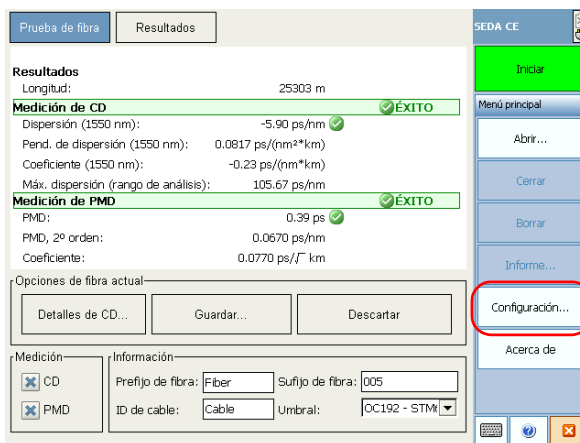 Prueba de fibra
Resultados
SEDA CE
Resultados
Longitud: 25303 m
Medición de CD ÉXITO
Dispersión (1550 nm): -5.90 ps/nm
Pend. de dispersión (1550 nm): 0.0817 ps/(nm²*km)
Coeficiente (1550 nm): -0.23 ps/(nm*km)
Máx. dispersión (rango de análisis): 105.67 ps/nm
Medición de PMD ÉXITO
PMD: 0.39 ps
PMD, 2º orden: 0.0670 ps/nm
Coeficiente: 0.0770 ps/√ km
Opciones de fibra actual
Detalles de CD...
Guardar...
Descartar
Medición
CD
PMD
Información
Prefijo de fibra: Fiber Sufijo de fibra: 005
ID de cable: Cable Umbral: OC192 - STM
Iniciar
Menú principal
Abrir...
Cerrar
Borrar
Informe...
Configuración...
Acerca de